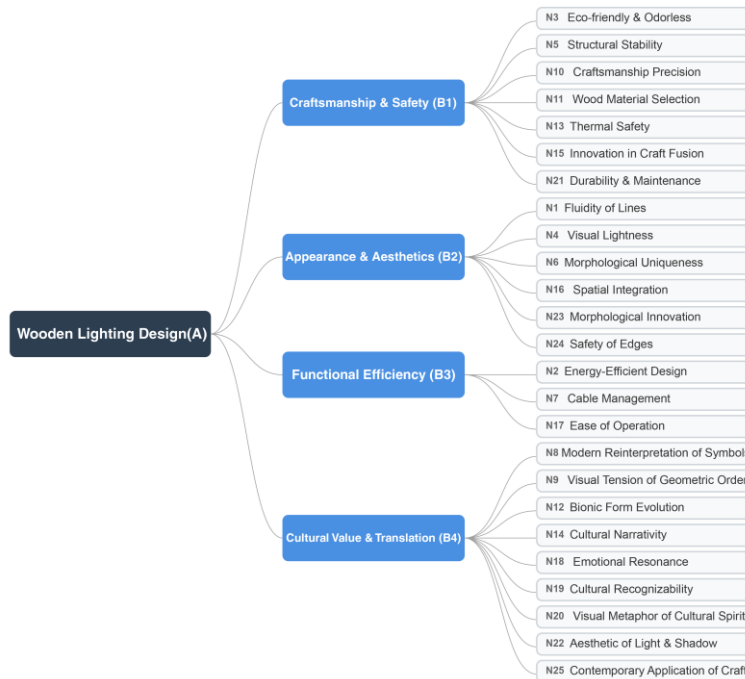 Wooden Lighting Design(A)
Craftsmanship & Safety (B1)
N3 Eco-friendly & Odorless
N5 Structural Stability
N10 Craftsmanship Precision
N11 Wood Material Selection
N13 Thermal Safety
N15 Innovation in Craft Fusion
N21 Durability & Maintenance
Appearance & Aesthetics (B2)
N1 Fluidity of Lines
N4 Visual Lightness
N6 Morphological Uniqueness
N16 Spatial Integration
N23 Morphological Innovation
N24 Safety of Edges
Functional Efficiency (B3)
N2 Energy-Efficient Design
N7 Cable Management
N17 Ease of Operation
Cultural Value & Translation (B4)
N8 Modern Reinterpretation of Symbols
N9 Visual Tension of Geometric Order
N12 Bionic Form Evolution
N14 Cultural Narrativity
N18 Emotional Resonance
N19 Cultural Recognizability
N20 Visual Metaphor of Cultural Spirit
N22 Aesthetic of Light & Shadow
N25 Contemporary Application of Craft